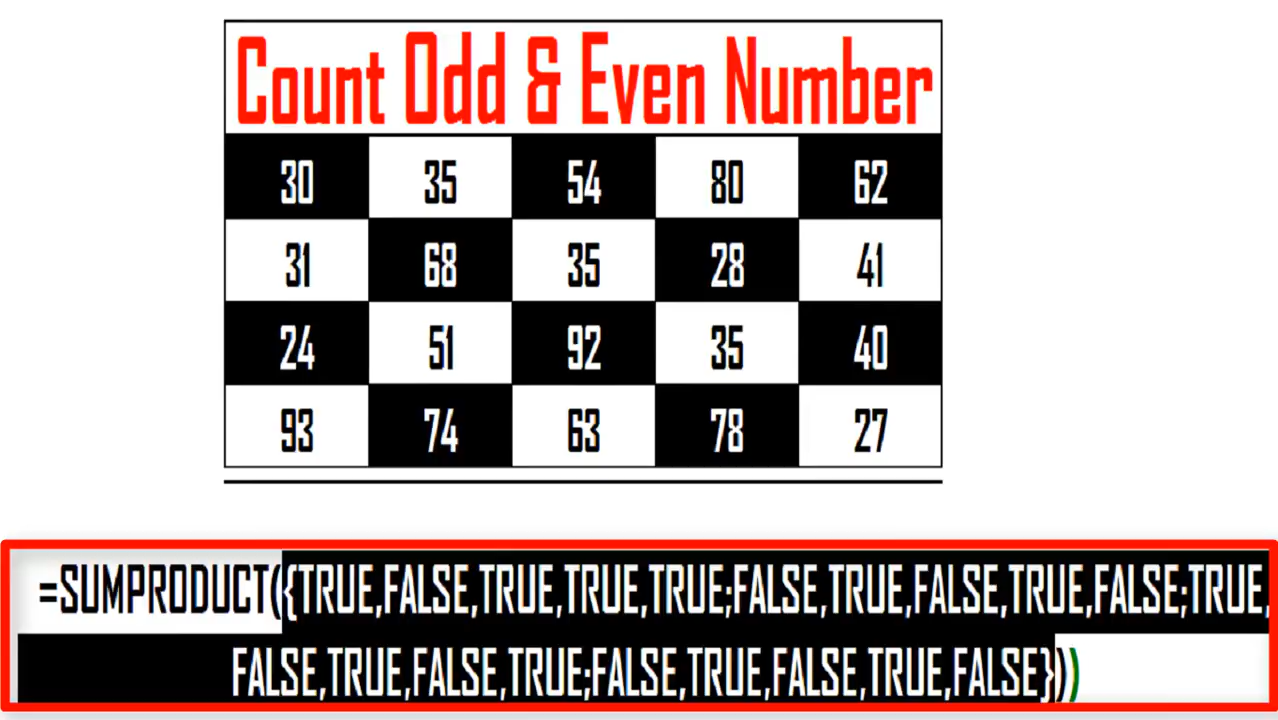 Count Odd & Even Number
30 35 54 80 62
31 68 35 28 41
24 51 92 35 40
93 74 63 78 27
=SUMPRODUCT({TRUE,FALSE,TRUE,TRUE,TRUE;FALSE,TRUE,FALSE,TRUE,FALSE;TRUE,
FALSE,TRUE,FALSE,TRUE;FALSE,TRUE,FALSE,TRUE,FALSE}))